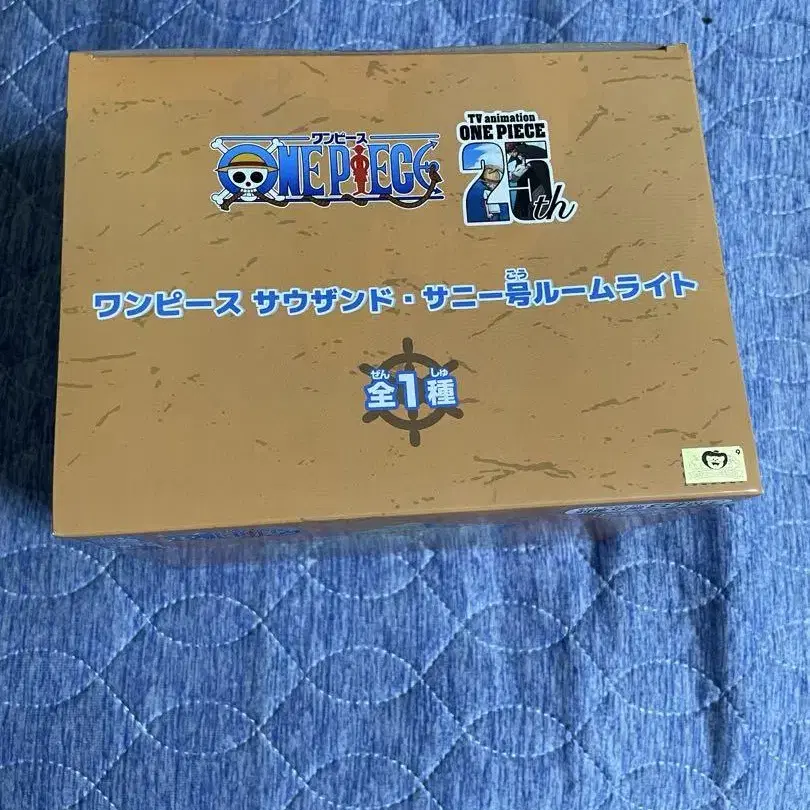 ワンピース
ONE PIECE
TV animation
ONE PIECE
25th
ワンピース サウザンド・サニー号ルームライト
こう
ぜん しゅ
全1種